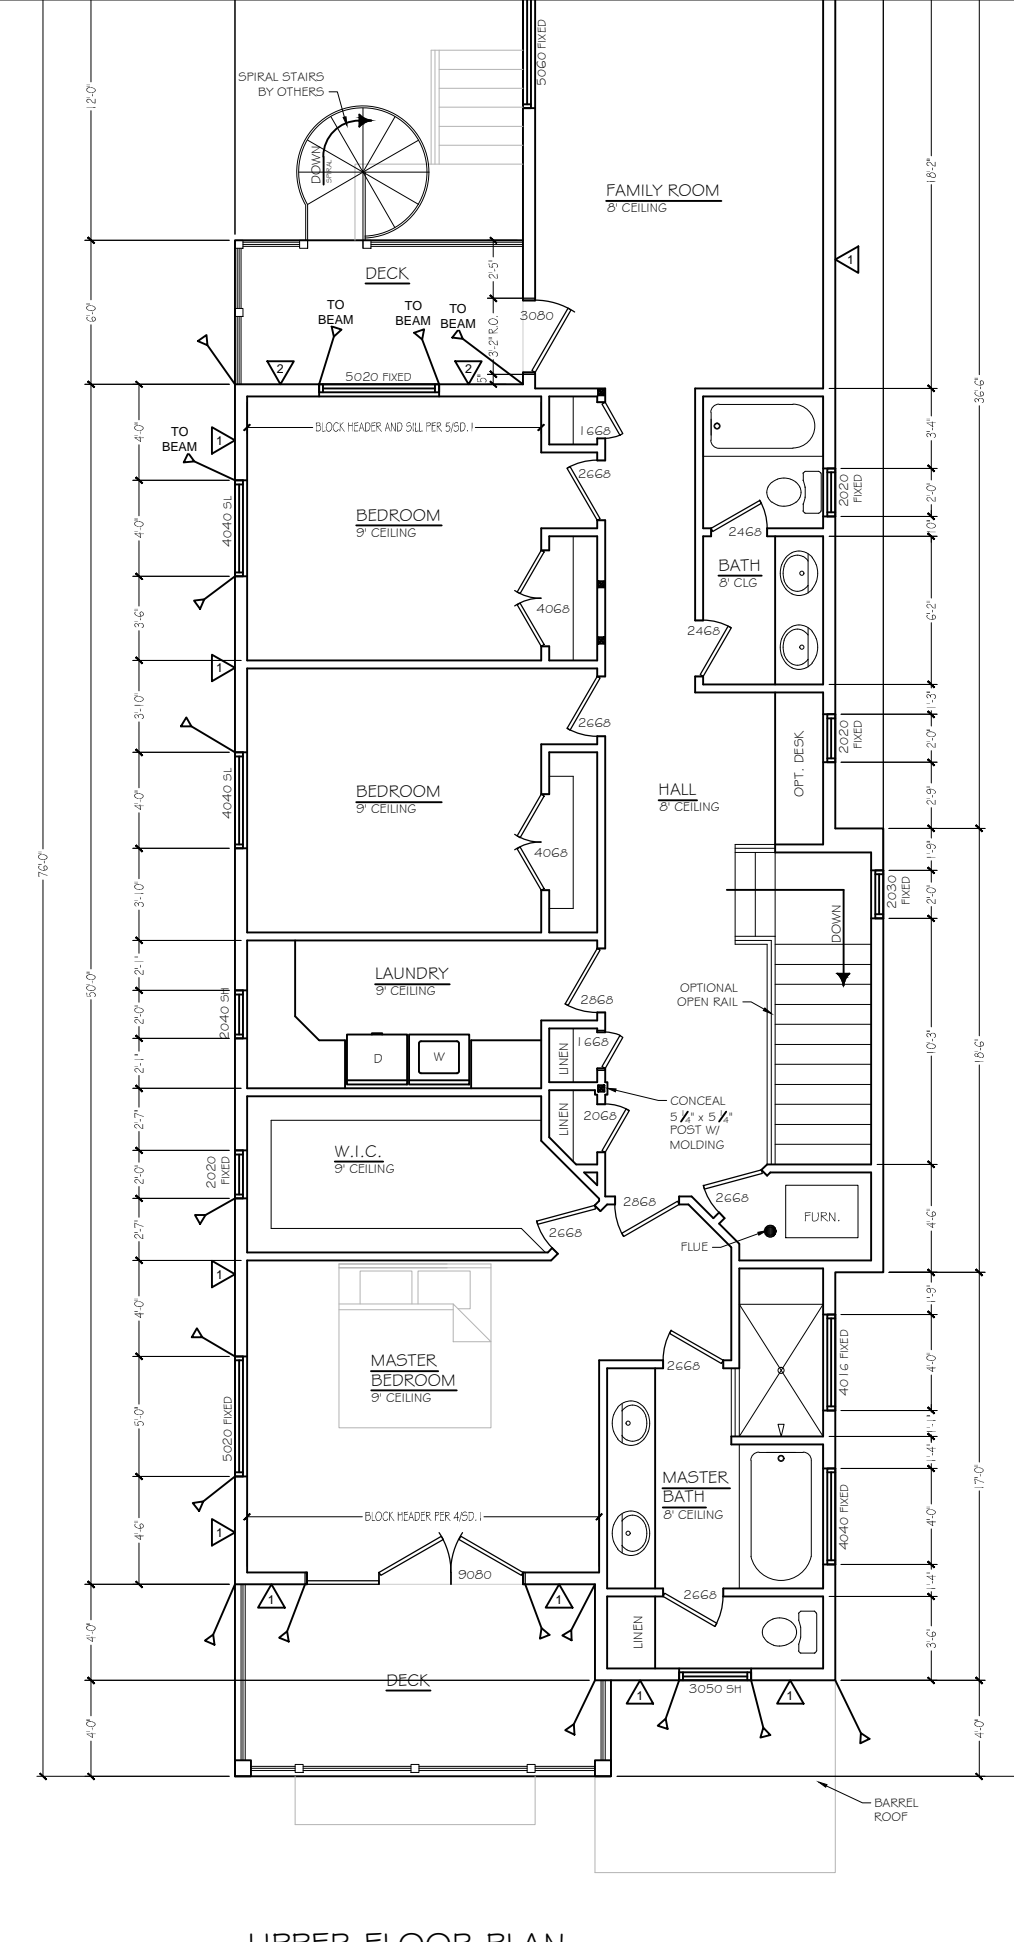 5060 FIXED
12'-0"
SPIRAL STAIRS
BY OTHERS
DOWN
SPIRAL
18'-2"
FAMILY ROOM
8' CEILING
1
DECK
2'-5"
6'-0"
TO
BEAM
TO
BEAM
TO
BEAM
3080
3'-2" R.O.
2
2
5020 FIXED
5"
36'-6"
4'-0"
1
TO
BEAM
BLOCK HEADER AND SILL PER 5/SD.1
1668
3'-4"
2668
2020
FIXED
2'-0"
4040 SL
4'-0"
BEDROOM
9' CEILING
2468
10"
BATH
8' CLG
3'-6"
4068
6'-2"
2468
1
1'-3"
3'-10"
2668
2020
FIXED
2'-0"
OPT. DESK
4040 SL
4'-0"
BEDROOM
9' CEILING
HALL
8' CEILING
2'-9"
4068
1'-9"
76'-0"
3'-10"
2030
FIXED
2'-0"
DOWN
2'-1"
50'-0"
LAUNDRY
9' CEILING
2868
OPTIONAL
OPEN RAIL
2040 SH
2'-0"
10'-3"
18'-6"
D
W
LINEN
1668
2'-1"
CONCEAL
5 1/4" x 5 1/4"
POST W/
MOLDING
LINEN
2068
2'-7"
W.I.C.
9' CEILING
2020
FIXED
2'-0"
2668
2868
2'-7"
2668
FURN.
FLUE
4'-6"
1
1'-9"
4'-0"
MASTER
BEDROOM
9' CEILING
2668
4016 FIXED
4'-0"
5020 FIXED
5'-0"
1'-1"
1'-4"
MASTER
BATH
8' CEILING
17'-0"
1
4'-6"
BLOCK HEADER PER 4/SD.1
4040 FIXED
4'-0"
9080
1
1
2668
1'-4"
4'-0"
LINEN
3'-6"
DECK
3050 SH
1
1
4'-0"
4'-0"
BARREL
ROOF
UPPER FLOOR PLAN